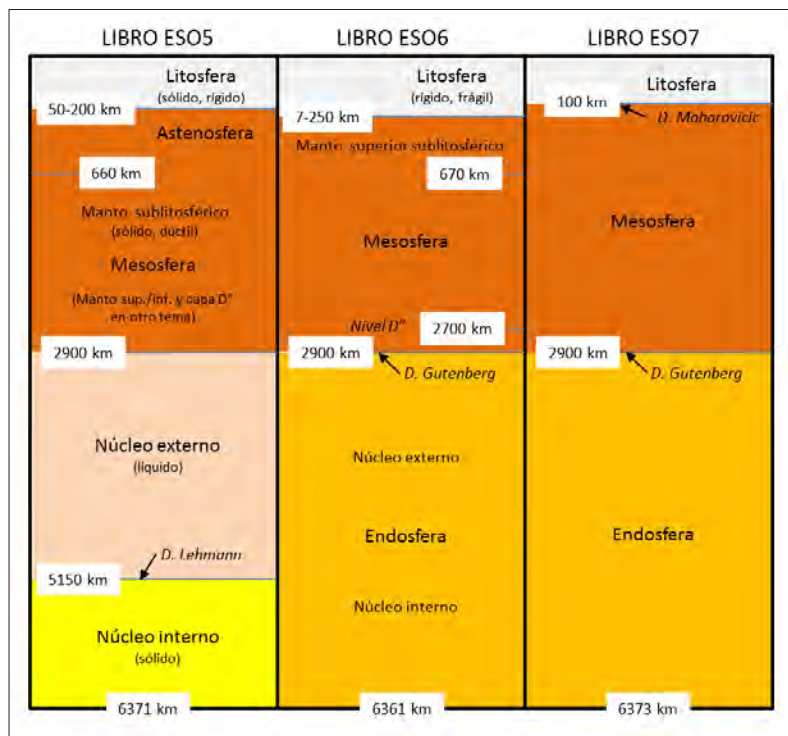 LIBRO ESO5
Litosfera
(sólido, rígido)
50-200 km
Astenosfera
660 km
Manto sublitosférico
(sólido, dúctil)
Mesosfera
(Manto sup./inf. y capa D"
en otro tema)
2900 km
Núcleo externo
(líquido)
D. Lehmann
5150 km
Núcleo interno
(sólido)
6371 km
LIBRO ESO6
Litosfera
(rígido, frágil)
7-250 km
Manto superior sublitosférico
670 km
Mesosfera
Nivel D"
2700 km
2900 km
D. Gutenberg
Núcleo externo
Endosfera
Núcleo interno
6361 km
LIBRO ESO7
Litosfera
100 km
D. Mohorovicic
Mesosfera
2900 km
D. Gutenberg
Endosfera
6373 km